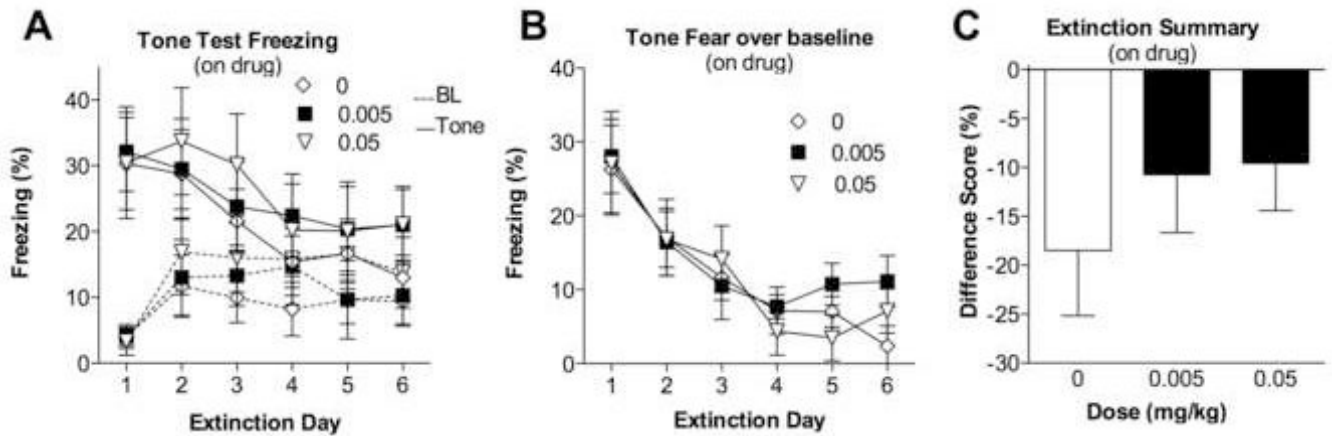 A
Tone Test Freezing
(on drug)
0
0.005
0.05
BL
Tone
Freezing (%)
40
30
20
10
0
1 2 3 4 5 6
Extinction Day
B
Tone Fear over baseline
(on drug)
0
0.005
0.05
Freezing (%)
40
30
20
10
0
1 2 3 4 5 6
Extinction Day
C
Extinction Summary
(on drug)
Difference Score (%)
0
-5
-10
-15
-20
-25
-30
0 0.005 0.05
Dose (mg/kg)